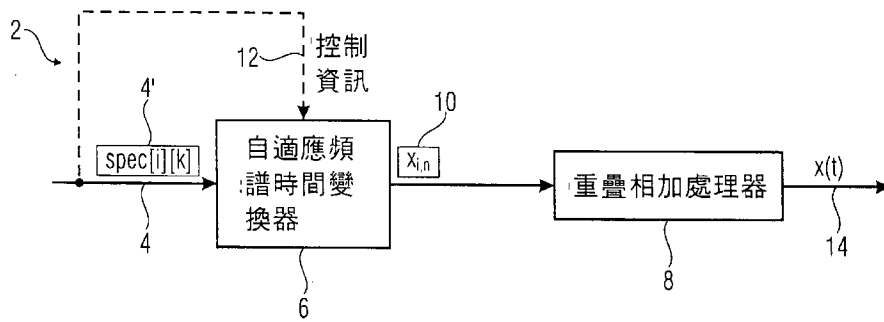 2
12
控制
資訊
4'
spec[i][k]
4
自適應頻
譜時間變
換器
6
10
x_{i,n}
重疊相加處理器
8
x(t)
14